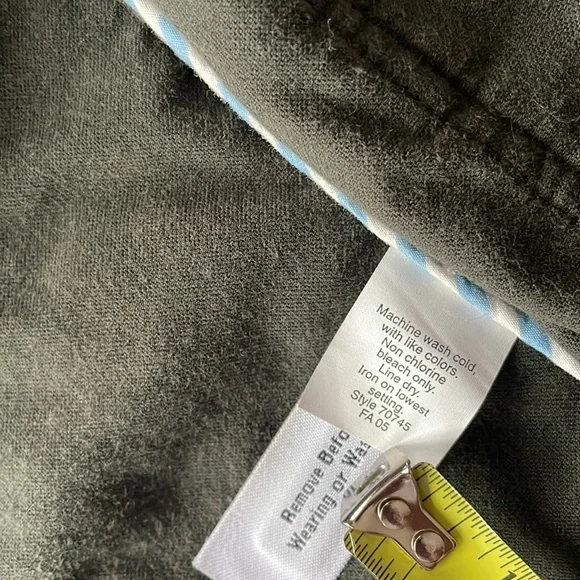 Machine wash cold,
with like colors.
Non chlorine
bleach only.
Line dry.
Iron on lowest
setting.
Style 70745
FA 05
Remove Befo
Wearing or Was